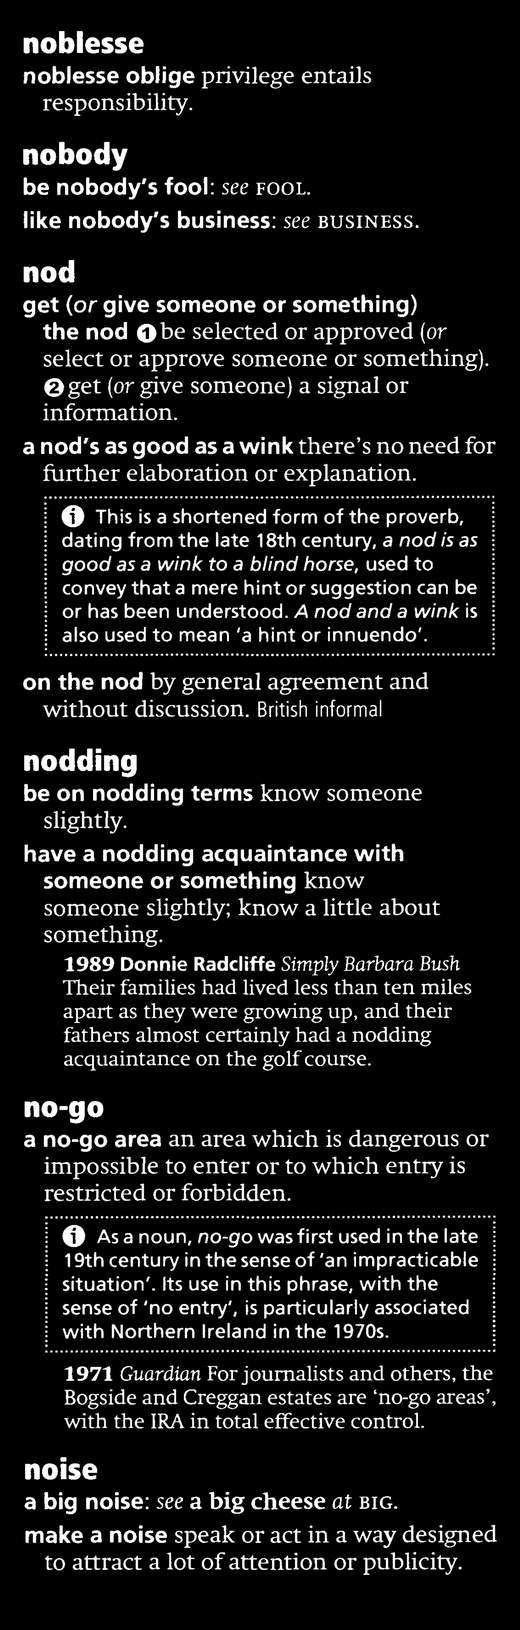 noblesse
noblesse oblige privilege entails
responsibility.
nobody
be nobody's fool: see FOOL.
like nobody's business: see BUSINESS.
nod
get (or give someone or something)
the nod ❶ be selected or approved (or
select or approve someone or something).
❷ get (or give someone) a signal or
information.
a nod's as good as a wink there's no need for
further elaboration or explanation.
ⓘ This is a shortened form of the proverb,
dating from the late 18th century, a nod is as
good as a wink to a blind horse, used to
convey that a mere hint or suggestion can be
or has been understood. A nod and a wink is
also used to mean 'a hint or innuendo'.
on the nod by general agreement and
without discussion. British informal
nodding
be on nodding terms know someone
slightly.
have a nodding acquaintance with
someone or something know
someone slightly; know a little about
something.
1989 Donnie Radcliffe Simply Barbara Bush
Their families had lived less than ten miles
apart as they were growing up, and their
fathers almost certainly had a nodding
acquaintance on the golf course.
no-go
a no-go area an area which is dangerous or
impossible to enter or to which entry is
restricted or forbidden.
ⓘ As a noun, no-go was first used in the late
19th century in the sense of 'an impracticable
situation'. Its use in this phrase, with the
sense of 'no entry', is particularly associated
with Northern Ireland in the 1970s.
1971 Guardian For journalists and others, the
Bogside and Creggan estates are 'no-go areas',
with the IRA in total effective control.
noise
a big noise: see a big cheese at BIG.
make a noise speak or act in a way designed
to attract a lot of attention or publicity.